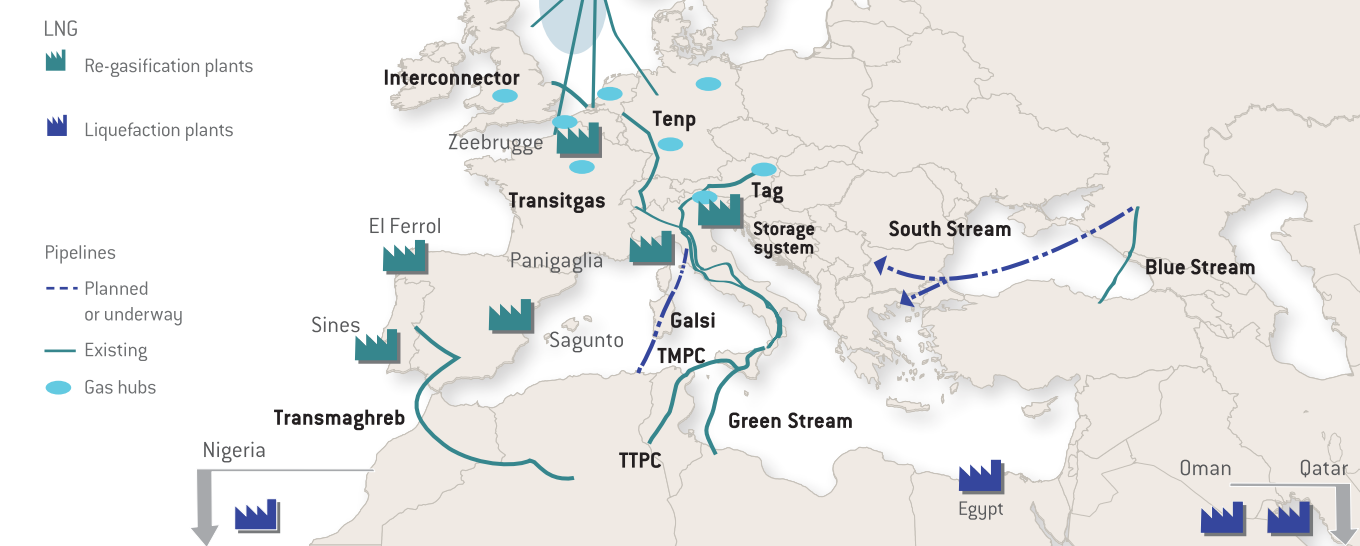 LNG
Re-gasification plants
Liquefaction plants
Pipelines
Planned
or underway
Existing
Gas hubs
Interconnector
Zeebrugge
Tenp
Transitgas
Tag
Storage
system
El Ferrol
Panigaglia
South Stream
Blue Stream
Sines
Sagunto
Galsi
TMPC
Transmaghreb
Green Stream
TTPC
Nigeria
Egypt
Oman
Qatar